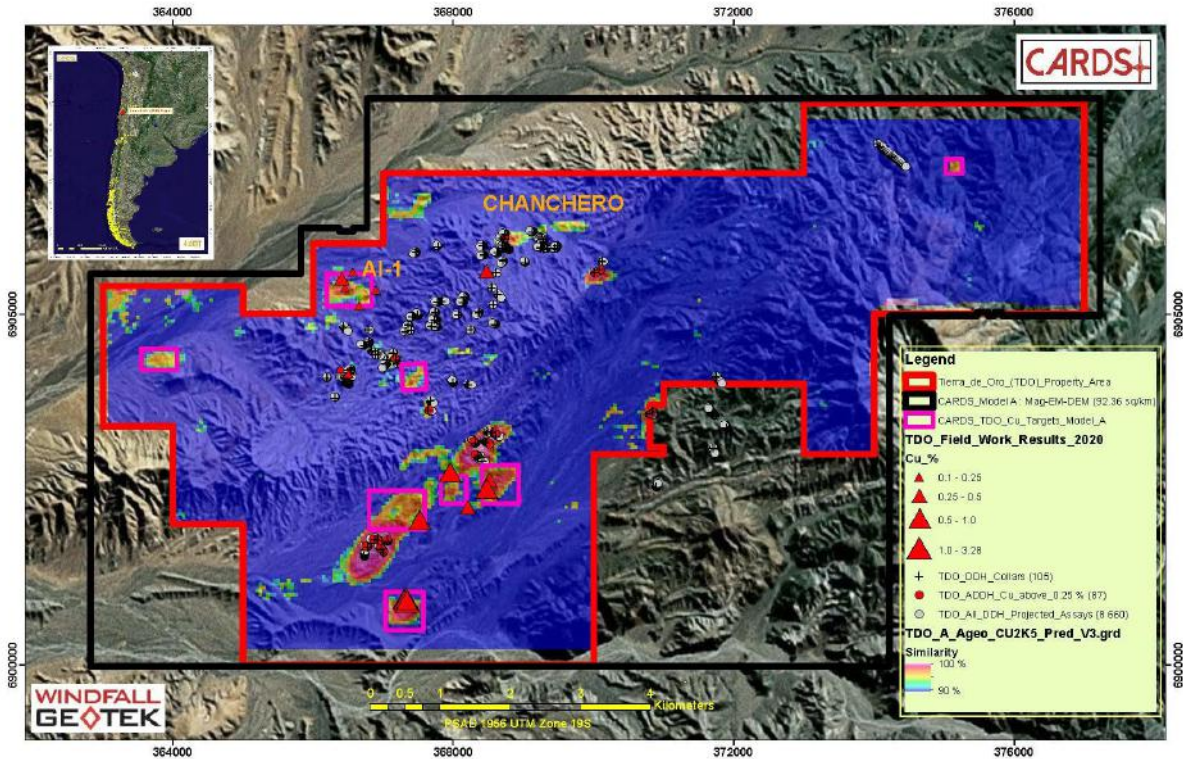 364000 368000 372000 376000
CARDS+
CHANCHERO
AI-1
6905000 6905000
Legend
Tierra_de_Oro_(TDO)_Property_Area
CARDS_Model A : Mag-EM-DEM (92.36 sq/km)
CARDS_TDO_Cu_Targets_Model_A
TDO_Field_Work_Results_2020
Cu_%
0.1 - 0.25
0.25 - 0.5
0.5 - 1.0
1.0 - 3.28
TDO_DDH_Collars (105)
TDO_ADDH_Cu_above_0.25 % (87)
TDO_All_DDH_Projected_Assays (8 660)
TDO_A_Ageo_CU2K5_Pred_V3.grd
Similarity
100 %
90 %
6900000 6900000
WINDFALL
GEOTEK
0 0.5 1 2 3 4
Kilometers
PSAD 1956 UTM Zone 19S
364000 368000 372000 376000